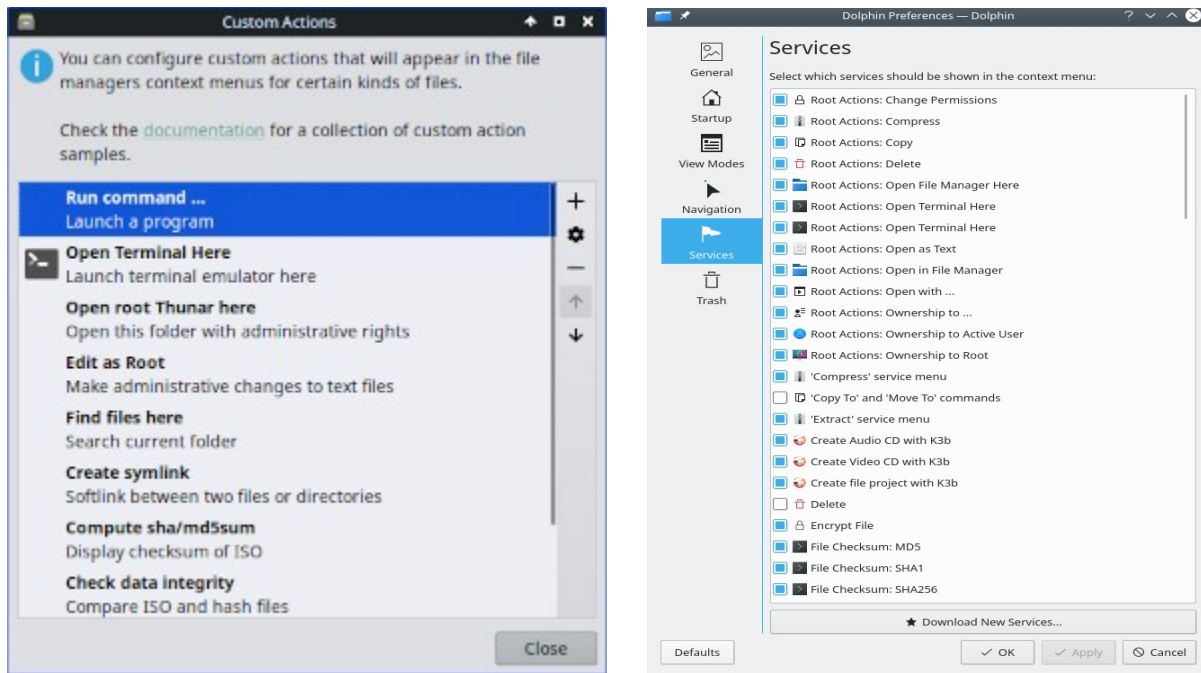 Custom Actions
You can configure custom actions that will appear in the file
managers context menus for certain kinds of files.
Check the documentation for a collection of custom action
samples.
Run command ...
Launch a program
Open Terminal Here
Launch terminal emulator here
Open root Thunar here
Open this folder with administrative rights
Edit as Root
Make administrative changes to text files
Find files here
Search current folder
Create symlink
Softlink between two files or directories
Compute sha/md5sum
Display checksum of ISO
Check data integrity
Compare ISO and hash files
Close
Dolphin Preferences — Dolphin
General
Startup
View Modes
Navigation
Services
Trash
Services
Select which services should be shown in the context menu:
Root Actions: Change Permissions
Root Actions: Compress
Root Actions: Copy
Root Actions: Delete
Root Actions: Open File Manager Here
Root Actions: Open Terminal Here
Root Actions: Open Terminal Here
Root Actions: Open as Text
Root Actions: Open in File Manager
Root Actions: Open with ...
Root Actions: Ownership to ...
Root Actions: Ownership to Active User
Root Actions: Ownership to Root
'Compress' service menu
'Copy To' and 'Move To' commands
'Extract' service menu
Create Audio CD with K3b
Create Video CD with K3b
Create file project with K3b
Delete
Encrypt File
File Checksum: MD5
File Checksum: SHA1
File Checksum: SHA256
Download New Services...
Defaults
OK
Apply
Cancel